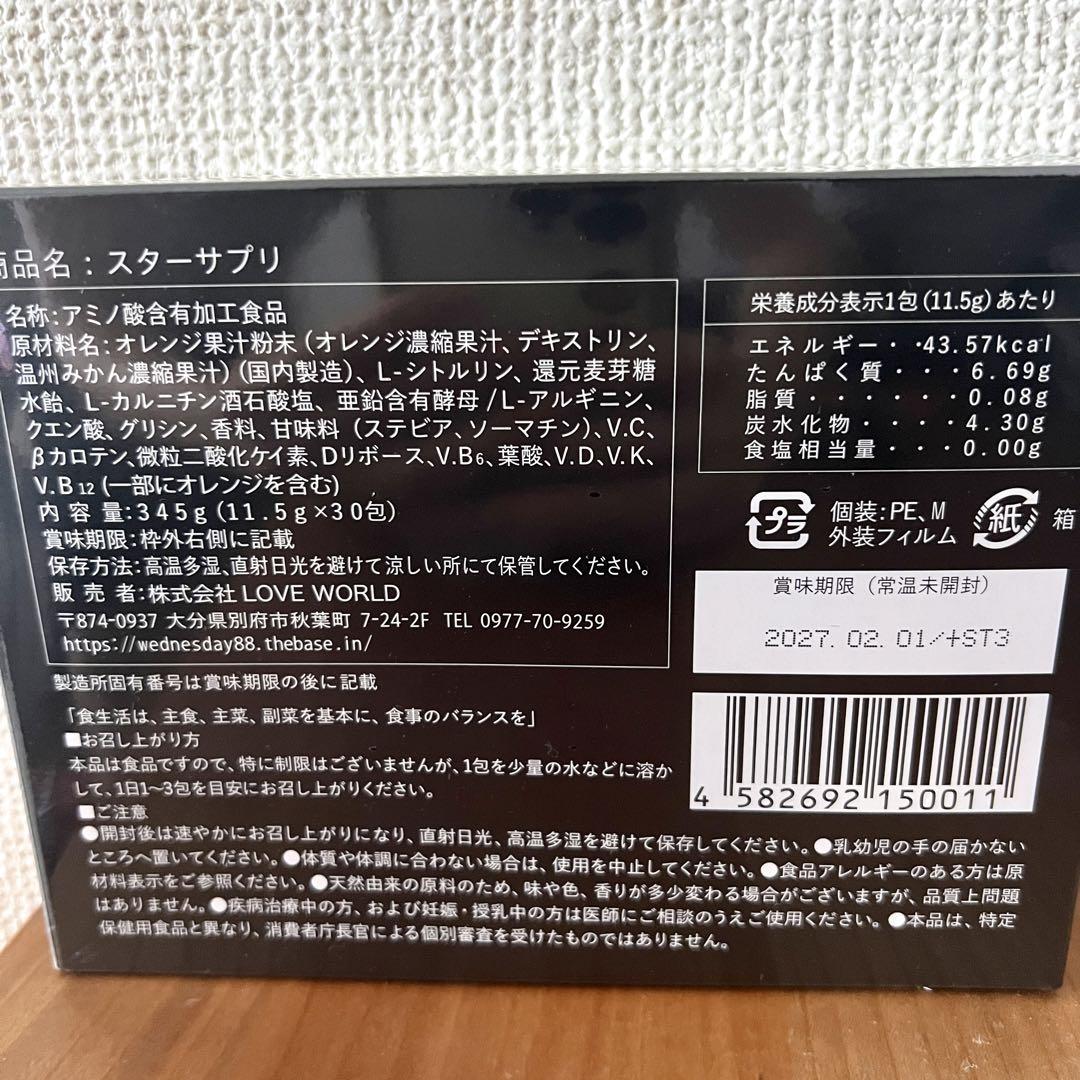 商品名：スターサプリ
名称：アミノ酸含有加工食品
原材料名：オレンジ果汁粉末（オレンジ濃縮果汁、デキストリン、
温州みかん濃縮果汁）（国内製造）、L-シトルリン、還元麦芽糖
水飴、L-カルニチン酒石酸塩、亜鉛含有酵母/L-アルギニン、
クエン酸、グリシン、香料、甘味料（ステビア、ソーマチン）、V.C、
βカロテン、微粒二酸化ケイ素、Dリボース、V.B6、葉酸、V.D、V.K、
V.B12（一部にオレンジを含む）
内容量：345g（11.5g×30包）
賞味期限：枠外右側に記載
保存方法：高温多湿、直射日光を避けて涼しい所にて保管してください。
販売者：株式会社 LOVE WORLD
〒874-0937 大分県別府市秋葉町 7-24-2F TEL 0977-70-9259
https://wednesday88.thebase.in/
製造所固有番号は賞味期限の後に記載
「食生活は、主食、主菜、副菜を基本に、食事のバランスを」
■お召し上がり方
本品は食品ですので、特に制限はございませんが、1包を少量の水などに溶か
して、1日1〜3包を目安にお召し上がりください。
■ご注意
●開封後は速やかにお召し上がりになり、直射日光、高温多湿を避けて保存してください。●乳幼児の手の届かない
ところへ置いてください。●体質や体調に合わない場合は、使用を中止してください。●食品アレルギーのある方は原
材料表示をご参照ください。●天然由来の原料のため、味や色、香りが多少変わる場合がございますが、品質上問題
はありません。●疾病治療中の方、および妊娠・授乳中の方は医師にご相談のうえご使用ください。●本品は、特定
保健用食品と異なり、消費者庁長官による個別審査を受けたものではありません。
栄養成分表示1包（11.5g）あたり
エネルギー・・43.57kcal
たんぱく質・・・・6.69g
脂質・・・・・・0.08g
炭水化物・・・・4.30g
食塩相当量・・・0.00g
プラ
個装：PE、M
外装フィルム
紙
箱
賞味期限（常温未開封）
2027.02.01/+ST3
4 582692 150011